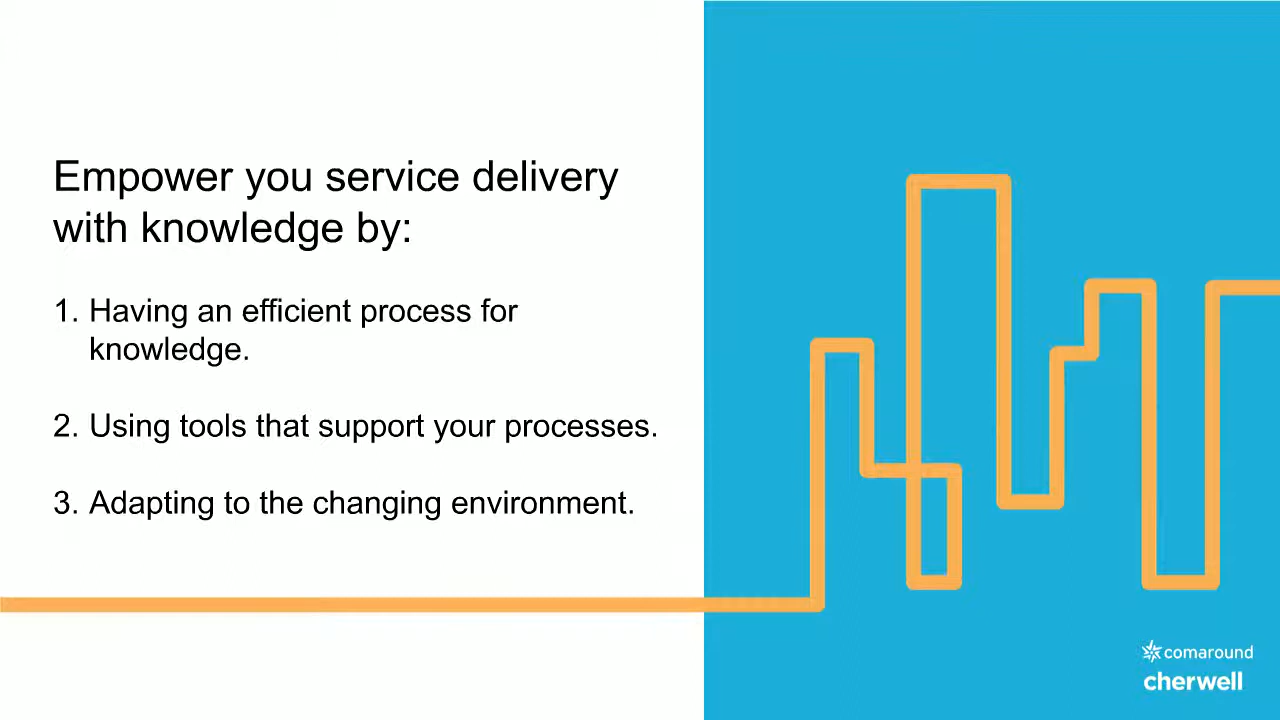 Empower you service delivery
with knowledge by:
1. Having an efficient process for
knowledge.
2. Using tools that support your processes.
3. Adapting to the changing environment.
comaround
cherwell